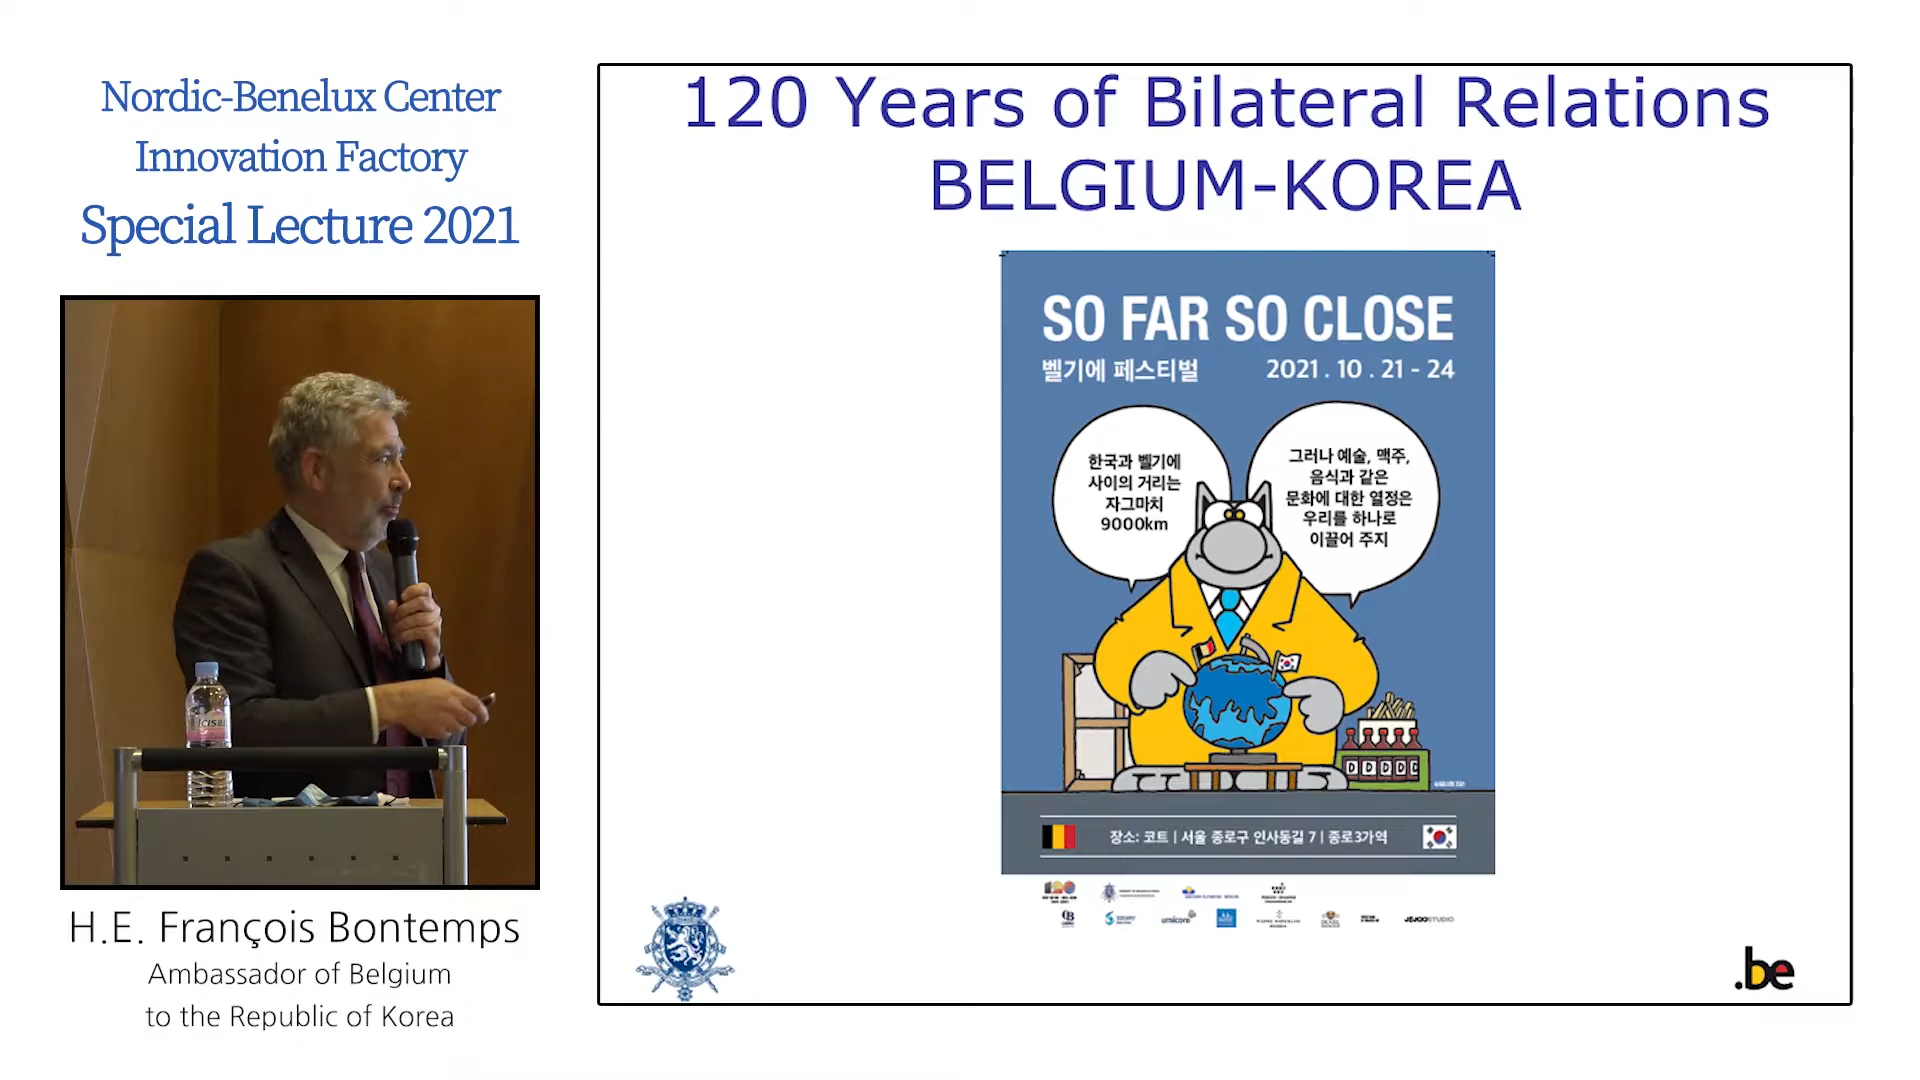 Nordic-Benelux Center
Innovation Factory
Special Lecture 2021
H.E. François Bontemps
Ambassador of Belgium
to the Republic of Korea
120 Years of Bilateral Relations
BELGIUM-KOREA
SO FAR SO CLOSE
벨기에 페스티벌
2021 . 10 . 21 - 24
한국과 벨기에
사이의 거리는
자그마치
9000km
그러나 예술, 맥주,
음식과 같은
문화에 대한 열정은
우리를 하나로
이끌어 주지
D D D D D
장소: 코트 | 서울 종로구 인사동길 7 | 종로3가역
umicore
JEJOOSTUDIO
.be